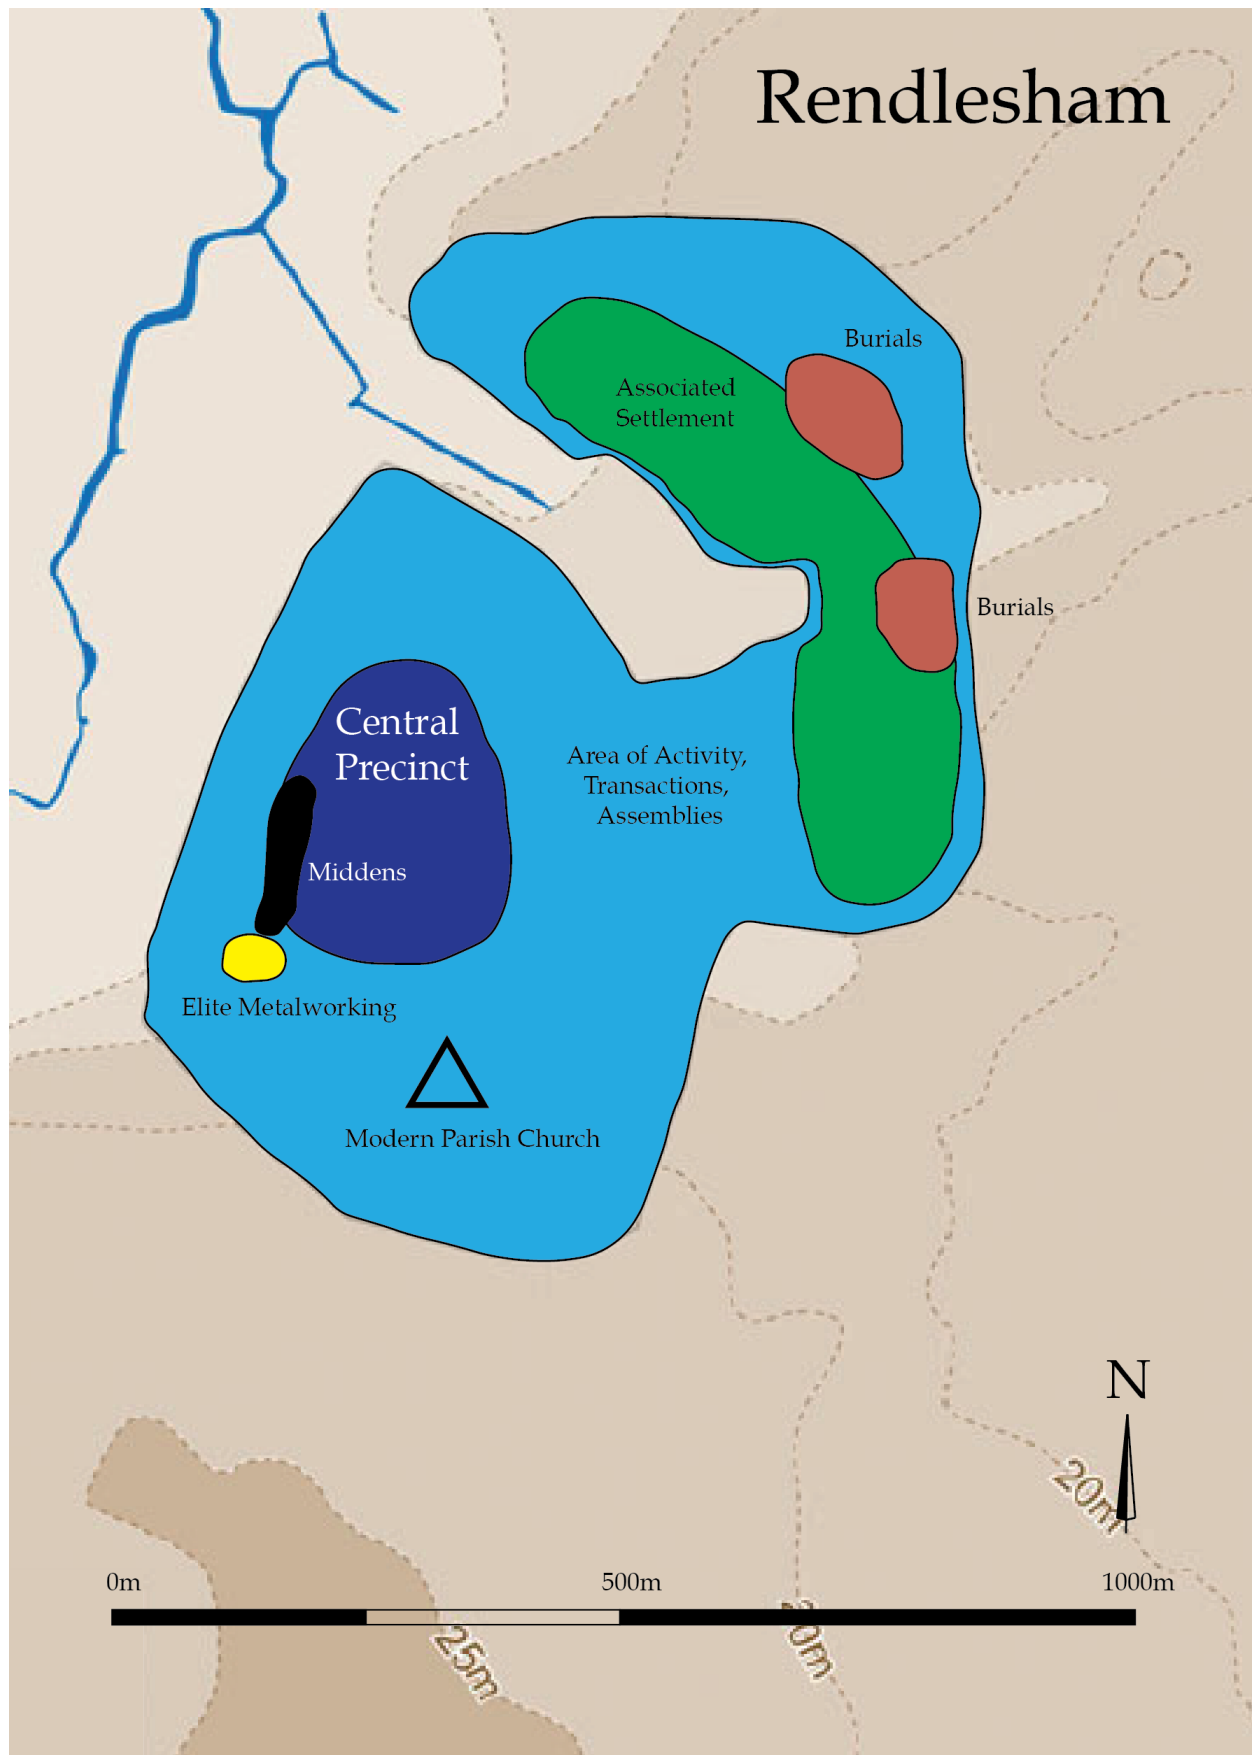 Rendlesham
Burials
Associated
Settlement
Burials
Central
Precinct
Area of Activity,
Transactions,
Assemblies
Middens
Elite Metalworking
Modern Parish Church
N
20m
0m
500m
1000m
25m